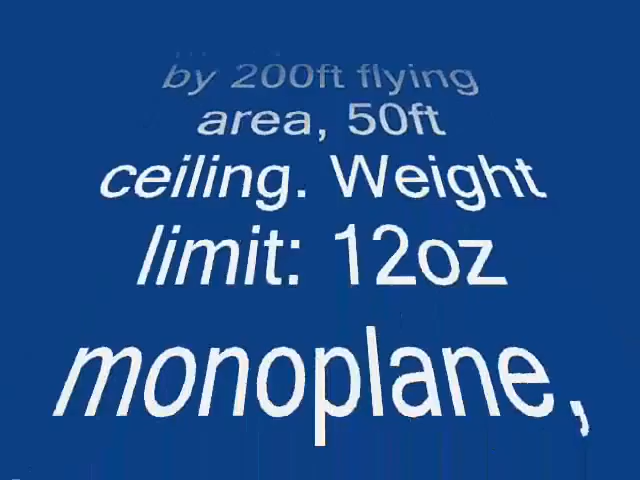 by 200ft flying
area, 50ft
ceiling. Weight
limit: 12oz
monoplane,